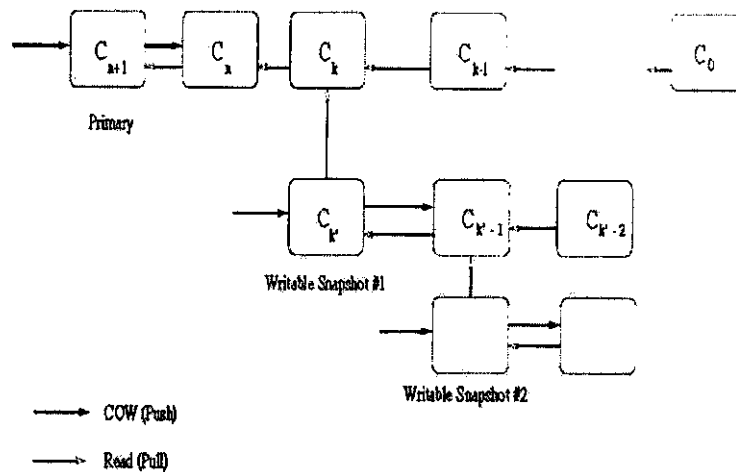 C n+1
C n
C k
C k-1
C 0
Primary
C k'
C k'-1
C k'-2
Writable Snapshot #1
Writable Snapshot #2
COW (Push)
Read (Pull)